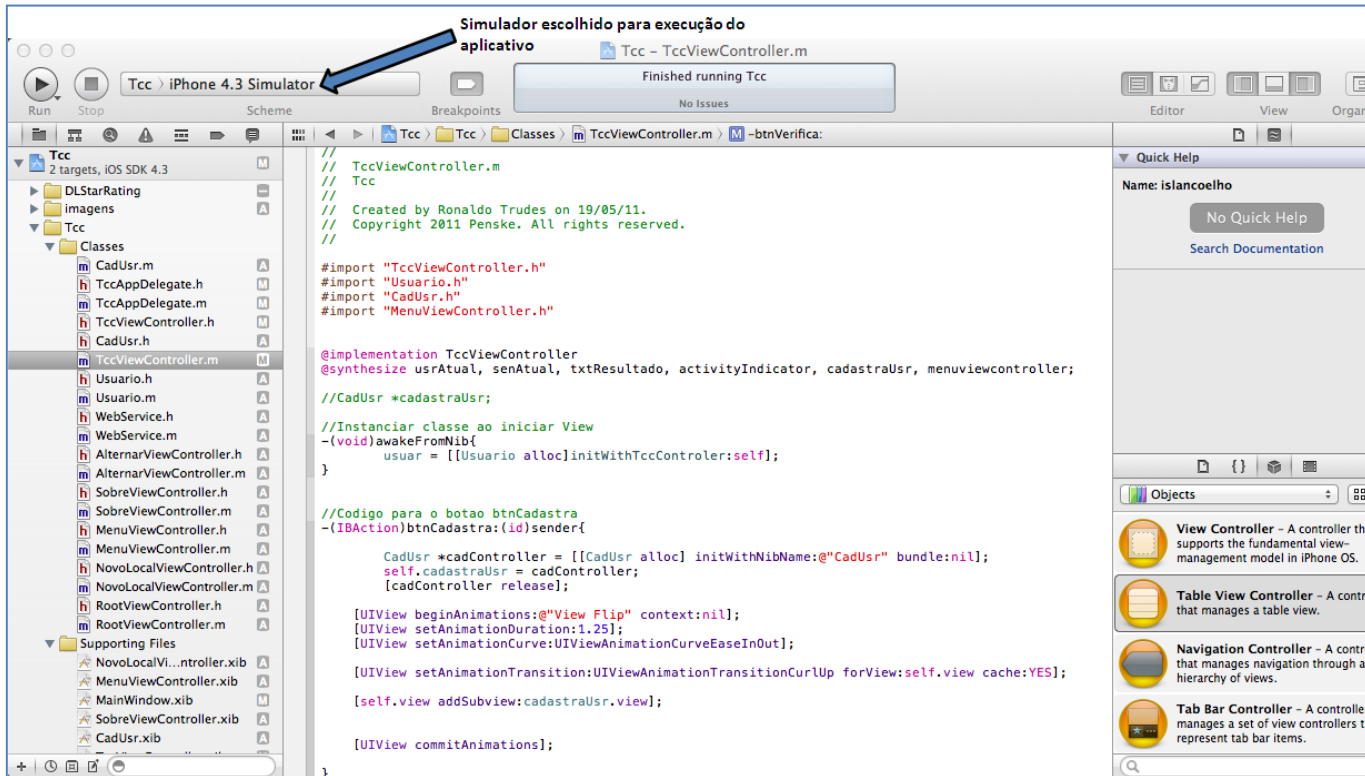 Simulador escolhido para execução do
aplicativo
Tcc – TccViewController.m
Tcc 〉 iPhone 4.3 Simulator
Finished running Tcc
No Issues
Run Stop Scheme Breakpoints Editor View
Tcc 〉 Tcc 〉 Classes 〉 m TccViewController.m 〉 M -btnVerifica:
Tcc M
2 targets, iOS SDK 4.3
DLStarRating
imagens A
Tcc
Classes
m CadUsr.m A
h TccAppDelegate.h M
m TccAppDelegate.m M
h TccViewController.h M
h CadUsr.h A
m TccViewController.m M
h Usuario.h A
m Usuario.m A
h WebService.h A
m WebService.m A
h AlternarViewController.h A
m AlternarViewController.m A
h SobreViewController.h A
m SobreViewController.m A
h MenuViewController.h A
m MenuViewController.m A
h NovoLocalViewController.h A
m NovoLocalViewController.m A
h RootViewController.h A
m RootViewController.m A
Supporting Files
NovoLocalVi...ntroller.xib A
MenuViewController.xib A
MainWindow.xib M
SobreViewController.xib A
CadUsr.xib A
//
// TccViewController.m
// Tcc
//
// Created by Ronaldo Trudes on 19/05/11.
// Copyright 2011 Penske. All rights reserved.
//
#import "TccViewController.h"
#import "Usuario.h"
#import "CadUsr.h"
#import "MenuViewController.h"
@implementation TccViewController
@synthesize usrAtual, senAtual, txtResultado, activityIndicator, cadastraUsr, menuviewcontroller;
//CadUsr *cadastraUsr;
//Instanciar classe ao iniciar View
-(void)awakeFromNib{
usuar = [[Usuario alloc]initWithTccControler:self];
}
//Codigo para o botao btnCadastra
-(IBAction)btnCadastra:(id)sender{
CadUsr *cadController = [[CadUsr alloc] initWithNibName:@"CadUsr" bundle:nil];
self.cadastraUsr = cadController;
[cadController release];
[UIView beginAnimations:@"View Flip" context:nil];
[UIView setAnimationDuration:1.25];
[UIView setAnimationCurve:UIViewAnimationCurveEaseInOut];
[UIView setAnimationTransition:UIViewAnimationTransitionCurlUp forView:self.view cache:YES];
[self.view addSubview:cadastraUsr.view];
[UIView commitAnimations];
}
Quick Help
Name: islancoelho
No Quick Help
Search Documentation
{}
Objects
View Controller – A controller
supports the fundamental view–
management model in iPhone OS.
Table View Controller – A
that manages a table view.
Navigation Controller – A
that manages navigation through a
hierarchy of views.
Tab Bar Controller – A
manages a set of view controllers
represent tab bar items.